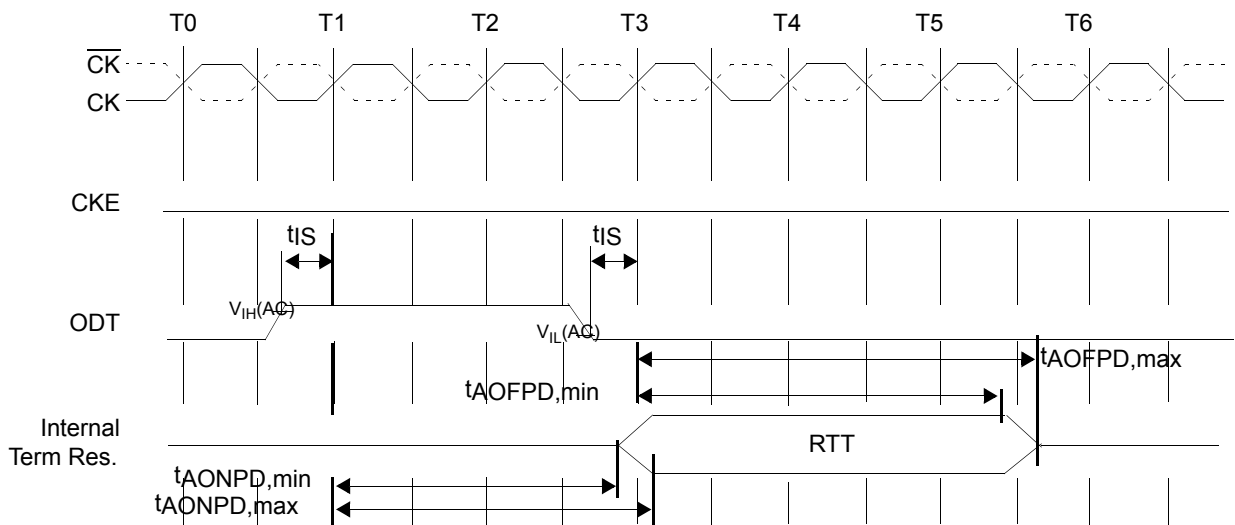 T0 T1 T2 T3 T4 T5 T6
CK
CK
CKE
tIS tIS
VIH(AC)
ODT
VIL(AC)
tAOFPD,max
tAOFPD,min
Internal
Term Res.
RTT
tAONPD,min
tAONPD,max